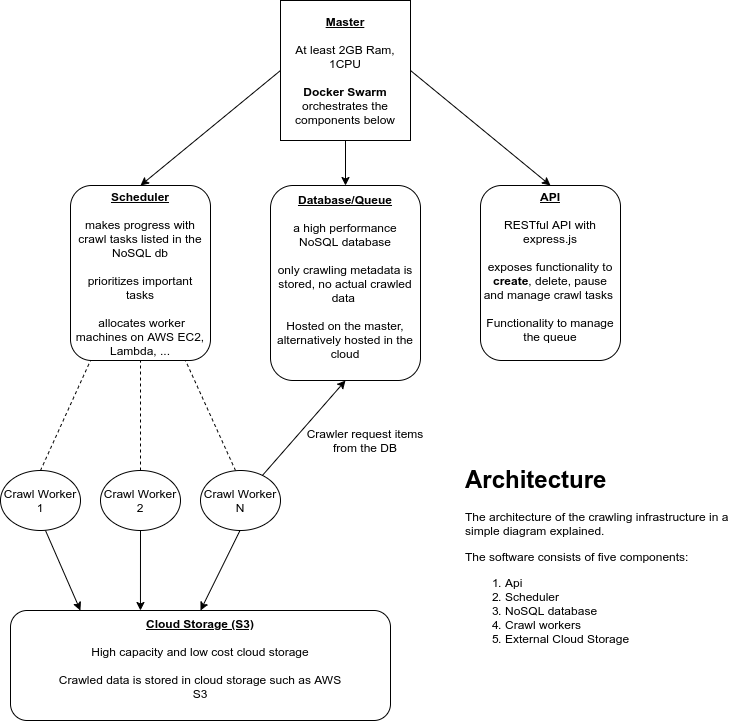 Master
At least 2GB Ram,
1CPU
Docker Swarm
orchestrates the
components below
Scheduler
makes progress with
crawl tasks listed in the
NoSQL db
prioritizes important
tasks
allocates worker
machines on AWS EC2,
Lambda, ...
Database/Queue
a high performance
NoSQL database
only crawling metadata is
stored, no actual crawled
data
Hosted on the master,
alternatively hosted in the
cloud
API
RESTful API with
express.js
exposes functionality to
create, delete, pause
and manage crawl tasks
Functionality to manage
the queue
Crawler request items
from the DB
Crawl Worker
1
Crawl Worker
2
Crawl Worker
N
Architecture
The architecture of the crawling infrastructure in a
simple diagram explained.
The software consists of five components:
1. Api
2. Scheduler
3. NoSQL database
4. Crawl workers
5. External Cloud Storage
Cloud Storage (S3)
High capacity and low cost cloud storage
Crawled data is stored in cloud storage such as AWS
S3